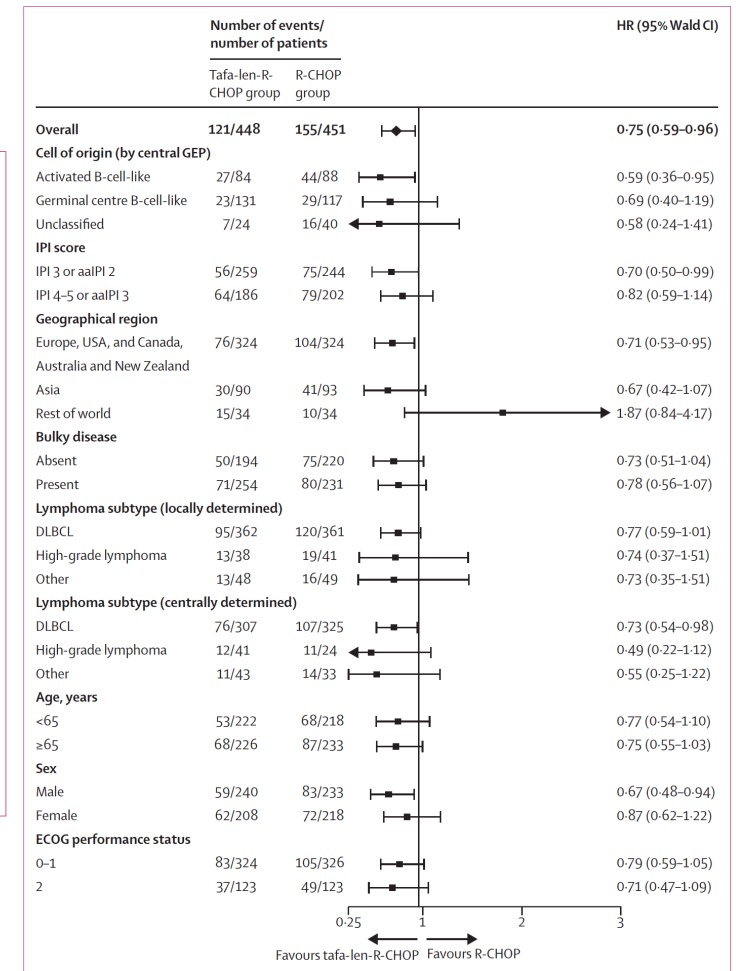 Number of events/ HR (95% Wald CI)
number of patients
Tafa-len-R- R-CHOP
CHOP group group
Overall 121/448 155/451 0·75 (0·59–0·96)
Cell of origin (by central GEP)
Activated B-cell-like 27/84 44/88 0·59 (0·36–0·95)
Germinal centre B-cell-like 23/131 29/117 0·69 (0·40–1·19)
Unclassified 7/24 16/40 0·58 (0·24–1·41)
IPI score
IPI 3 or aaIPI 2 56/259 75/244 0·70 (0·50–0·99)
IPI 4–5 or aaIPI 3 64/186 79/202 0·82 (0·59–1·14)
Geographical region
Europe, USA, and Canada, 76/324 104/324 0·71 (0·53–0·95)
Australia and New Zealand
Asia 30/90 41/93 0·67 (0·42–1·07)
Rest of world 15/34 10/34 1·87 (0·84–4·17)
Bulky disease
Absent 50/194 75/220 0·73 (0·51–1·04)
Present 71/254 80/231 0·78 (0·56–1·07)
Lymphoma subtype (locally determined)
DLBCL 95/362 120/361 0·77 (0·59–1·01)
High-grade lymphoma 13/38 19/41 0·74 (0·37–1·51)
Other 13/48 16/49 0·73 (0·35–1·51)
Lymphoma subtype (centrally determined)
DLBCL 76/307 107/325 0·73 (0·54–0·98)
High-grade lymphoma 12/41 11/24 0·49 (0·22–1·12)
Other 11/43 14/33 0·55 (0·25–1·22)
Age, years
<65 53/222 68/218 0·77 (0·54–1·10)
≥65 68/226 87/233 0·75 (0·55–1·03)
Sex
Male 59/240 83/233 0·67 (0·48–0·94)
Female 62/208 72/218 0·87 (0·62–1·22)
ECOG performance status
0–1 83/324 105/326 0·79 (0·59–1·05)
2 37/123 49/123 0·71 (0·47–1·09)
0·25 1 2 3
Favours tafa-len-R-CHOP Favours R-CHOP